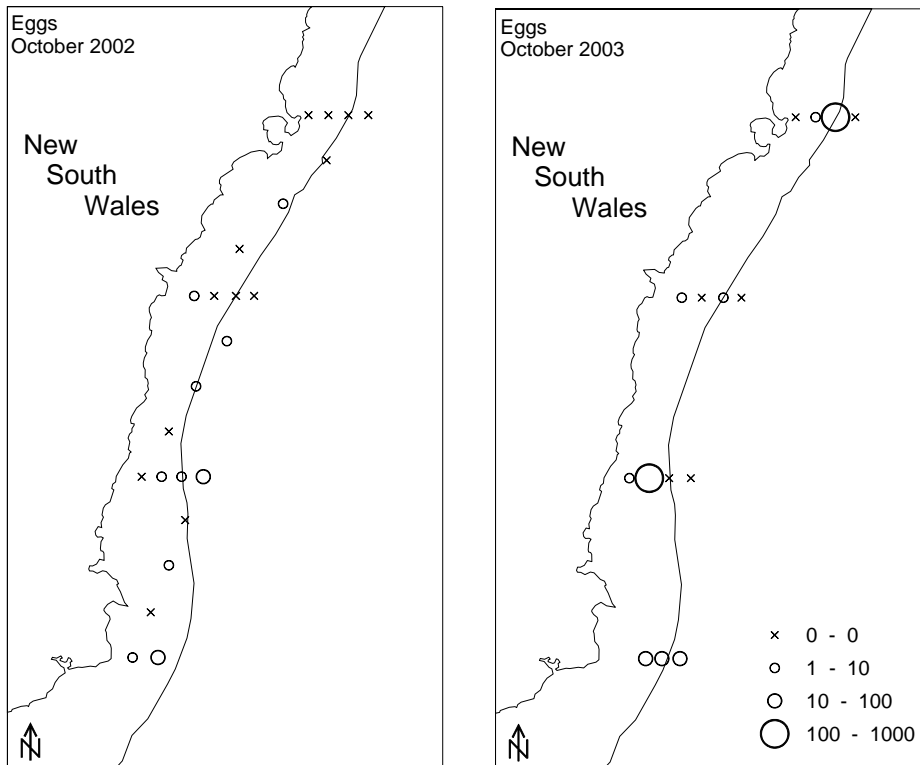 Eggs
October 2002
New
South
Wales
N
Eggs
October 2003
New
South
Wales
0 - 0
1 - 10
10 - 100
100 - 1000
N